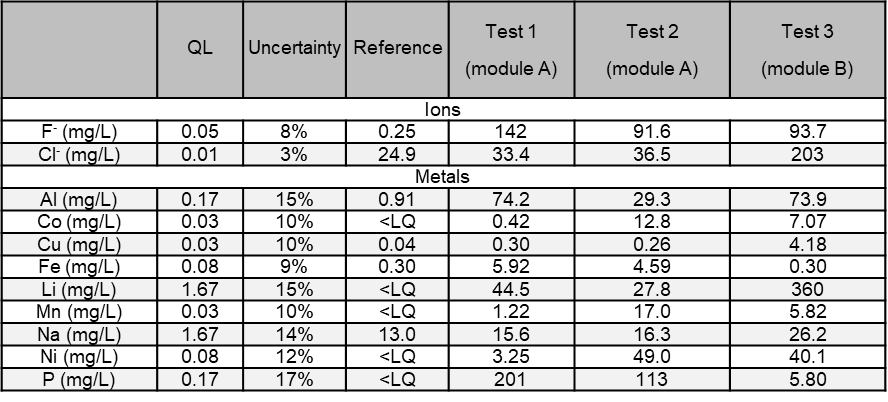 QL Uncertainty Reference Test 1 (module A) Test 2 (module A) Test 3 (module B)
Ions
F- (mg/L) 0.05 8% 0.25 142 91.6 93.7
Cl- (mg/L) 0.01 3% 24.9 33.4 36.5 203
Metals
Al (mg/L) 0.17 15% 0.91 74.2 29.3 73.9
Co (mg/L) 0.03 10% <LQ 0.42 12.8 7.07
Cu (mg/L) 0.03 10% 0.04 0.30 0.26 4.18
Fe (mg/L) 0.08 9% 0.30 5.92 4.59 0.30
Li (mg/L) 1.67 15% <LQ 44.5 27.8 360
Mn (mg/L) 0.03 10% <LQ 1.22 17.0 5.82
Na (mg/L) 1.67 14% 13.0 15.6 16.3 26.2
Ni (mg/L) 0.08 12% <LQ 3.25 49.0 40.1
P (mg/L) 0.17 17% <LQ 201 113 5.80